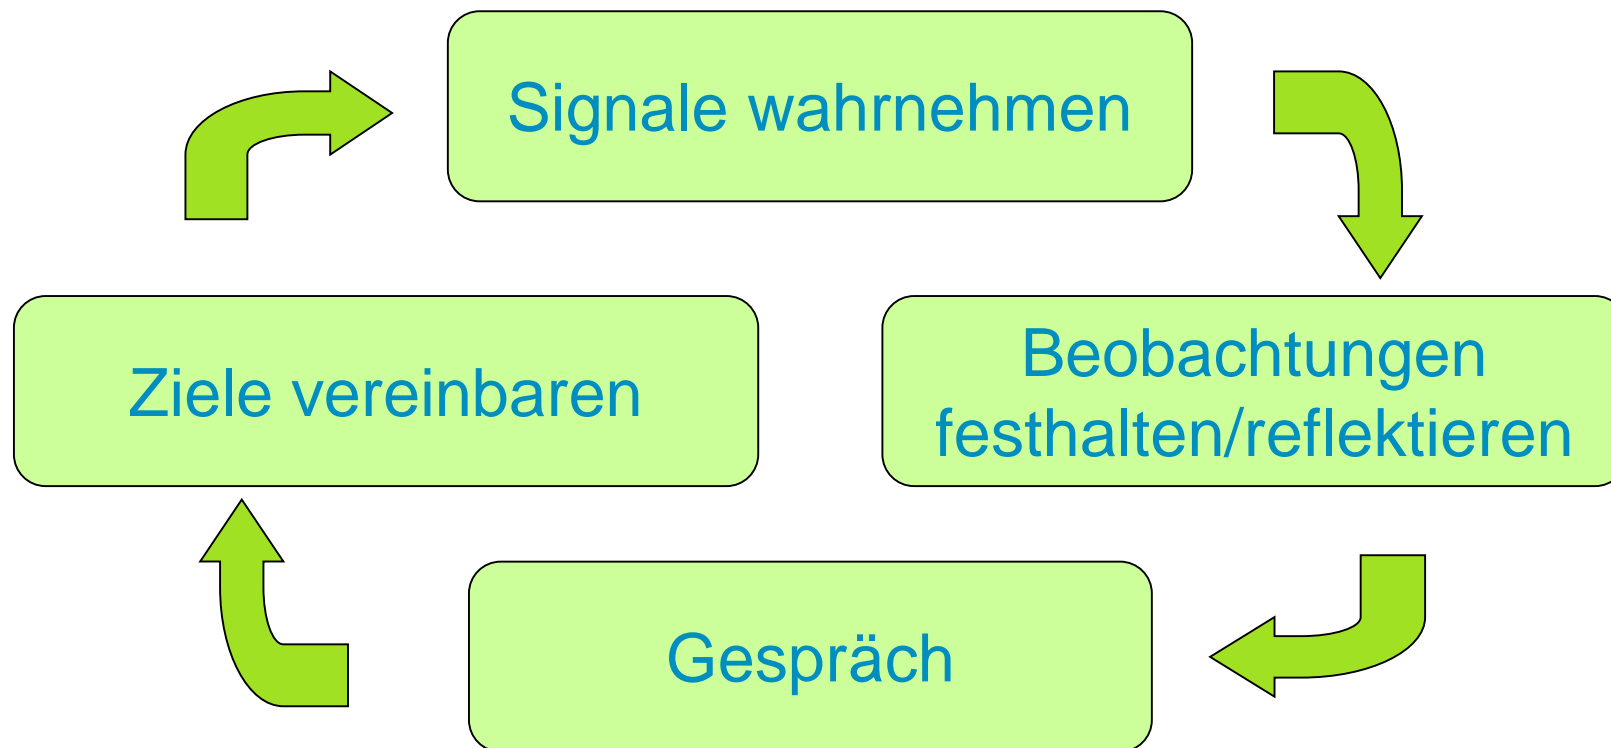 Signale wahrnehmen
Ziele vereinbaren
Beobachtungen
festhalten/reflektieren
Gespräch